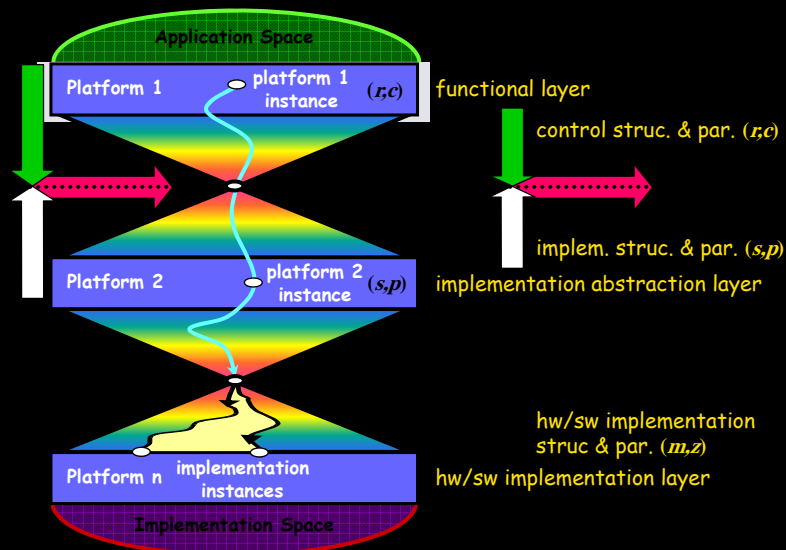 Application Space
Platform 1
platform 1
instance
(r,c)
functional layer
control struc. & par. (r,c)
implem. struc. & par. (s,p)
Platform 2
platform 2
instance
(s,p)
implementation abstraction layer
hw/sw implementation
struc & par. (m,z)
Platform n
implementation
instances
hw/sw implementation layer
Implementation Space